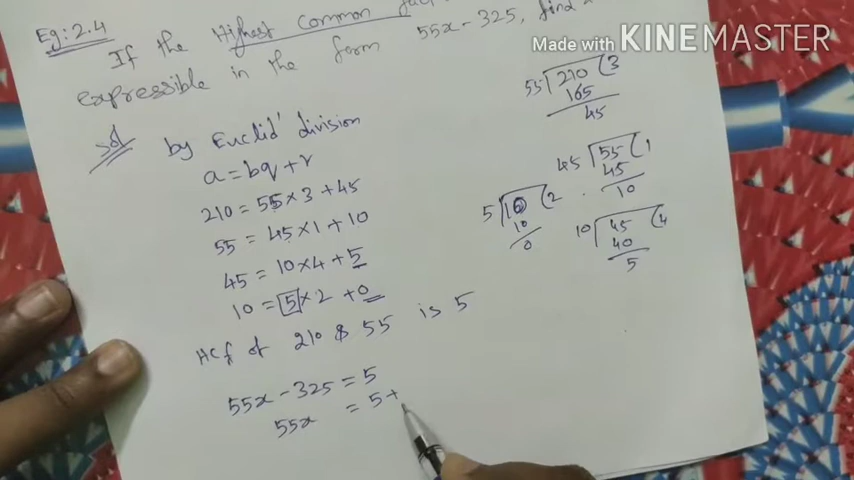 Eg: 2.4
If the Highest common
expressible in the form 55x - 325, find
Made with KINEMASTER
sol by Euclid' division
a = bq + r
210 = 55 × 3 + 45
55 = 45 × 1 + 10
45 = 10 × 4 + 5
10 = 5 × 2 + 0
HCf of 210 & 55 is 5
55x - 325 = 5
55x = 5 +
55 210 3
165
45
45 55 1
45
10
5 10 2
10
0
10 45 4
40
5